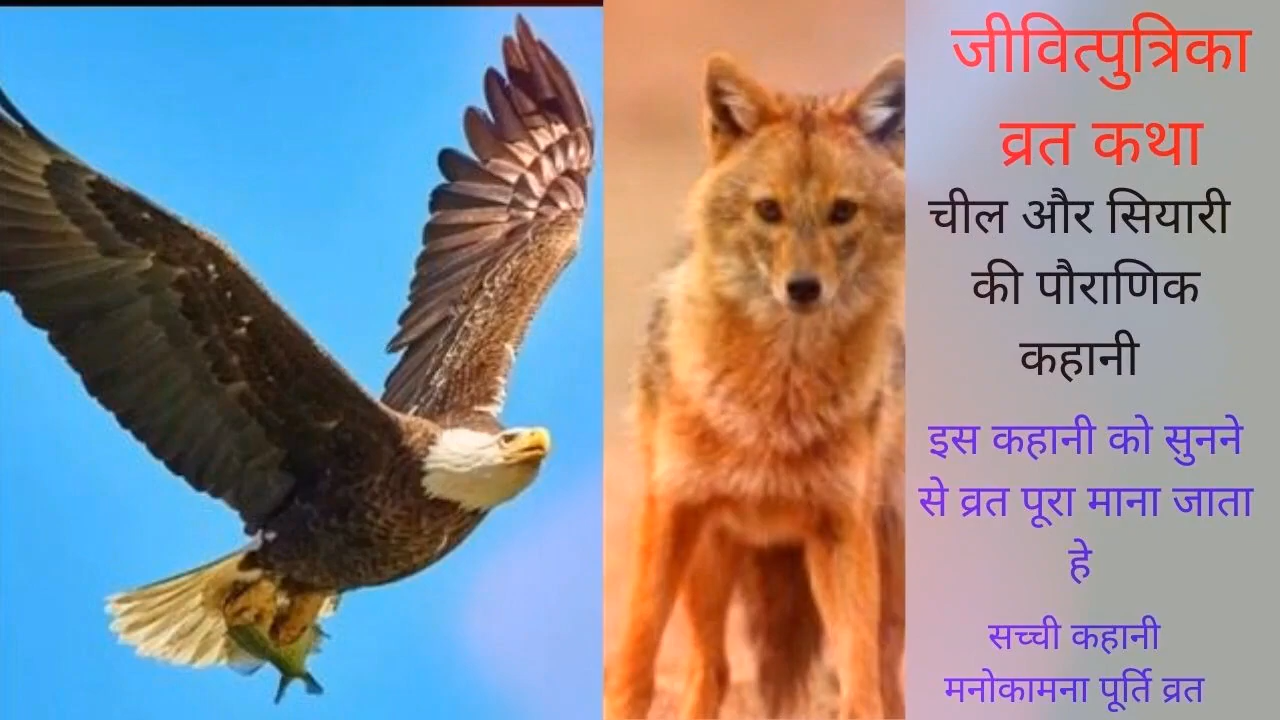 जीवित्पुत्रिका
व्रत कथा
चील और सियारी
की पौराणिक
कहानी
इस कहानी को सुनने
से व्रत पूरा माना जाता
हे
सच्ची कहानी
मनोकामना पूर्ति व्रत